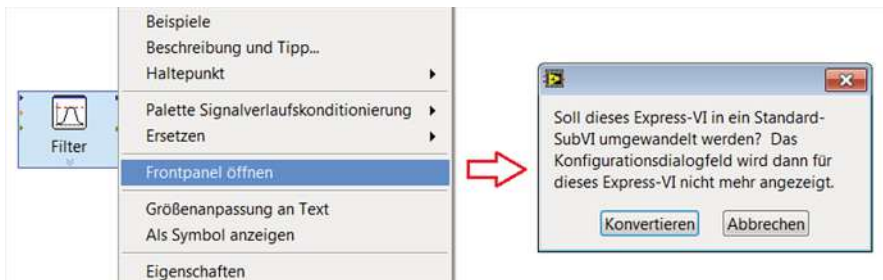 Beispiele
Beschreibung und Tipp...
Haltepunkt
Palette Signalverlaufskonditionierung
Ersetzen
Frontpanel öffnen
Größenanpassung an Text
Als Symbol anzeigen
Eigenschaften
Filter
Soll dieses Express-VI in ein Standard-
SubVI umgewandelt werden? Das
Konfigurationsdialogfeld wird dann für
dieses Express-VI nicht mehr angezeigt.
Konvertieren
Abbrechen